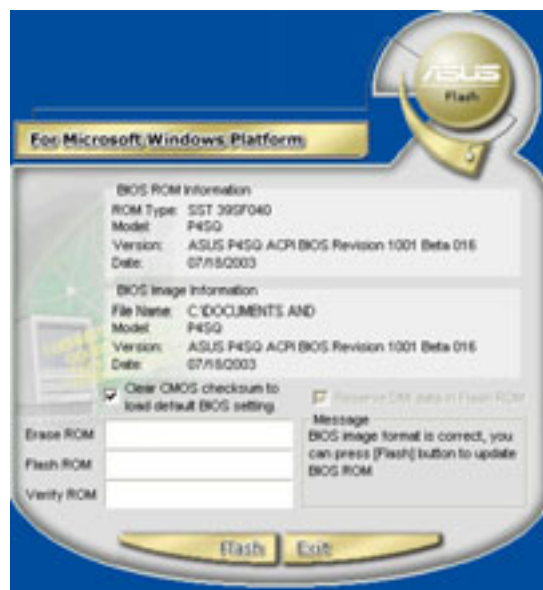 ASUS
Flash
For Microsoft Windows Platform
BIOS ROM Information
ROM Type: SST 39SF040
Model: P4SQ
Version: ASUS P4SQ ACPI BIOS Revision 1001 Beta 016
Date: 07/18/2003
BIOS Image Information
File Name: C:\DOCUMENTS AND
Model: P4SQ
Version: ASUS P4SQ ACPI BIOS Revision 1001 Beta 016
Date: 07/18/2003
Clear CMOS checksum to
load default BIOS setting.
Reserve DMI data in Flash ROM
Erase ROM
Flash ROM
Verify ROM
Message
BIOS image format is correct, you
can press [Flash] button to update
BIOS ROM
Flash
Exit